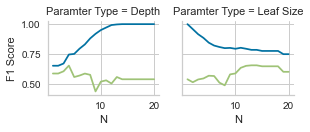 Paramter Type = Depth
Paramter Type = Leaf Size
F1 Score
1.00
0.75
0.50
10
20
10
20
N
N